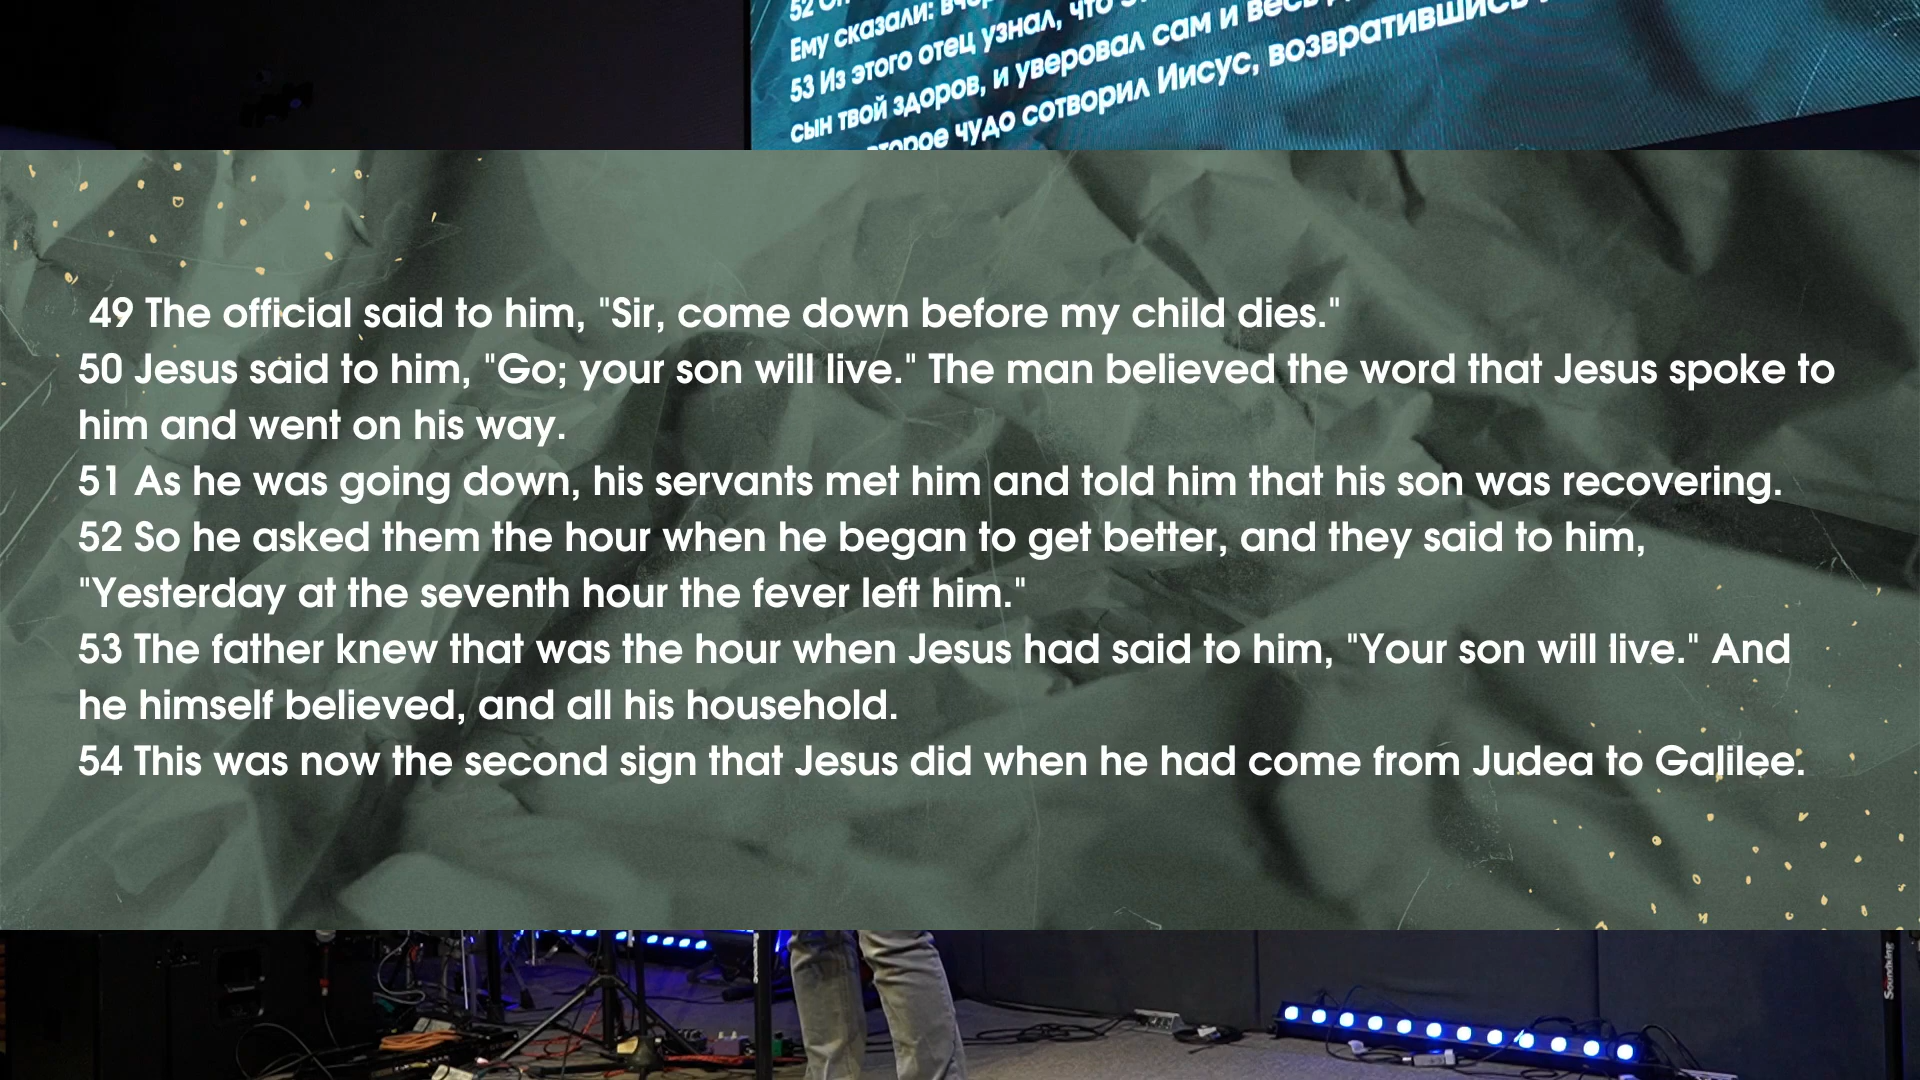 52
Ему сказали:
53 Из этого отец узнал, что
сын твой здоров, и уверовал сам и весь
второе чудо сотворил Иисус, возвратившись
49 The official said to him, "Sir, come down before my child dies."
50 Jesus said to him, "Go; your son will live." The man believed the word that Jesus spoke to
him and went on his way.
51 As he was going down, his servants met him and told him that his son was recovering.
52 So he asked them the hour when he began to get better, and they said to him,
"Yesterday at the seventh hour the fever left him."
53 The father knew that was the hour when Jesus had said to him, "Your son will live." And
he himself believed, and all his household.
54 This was now the second sign that Jesus did when he had come from Judea to Galilee.
Soundking